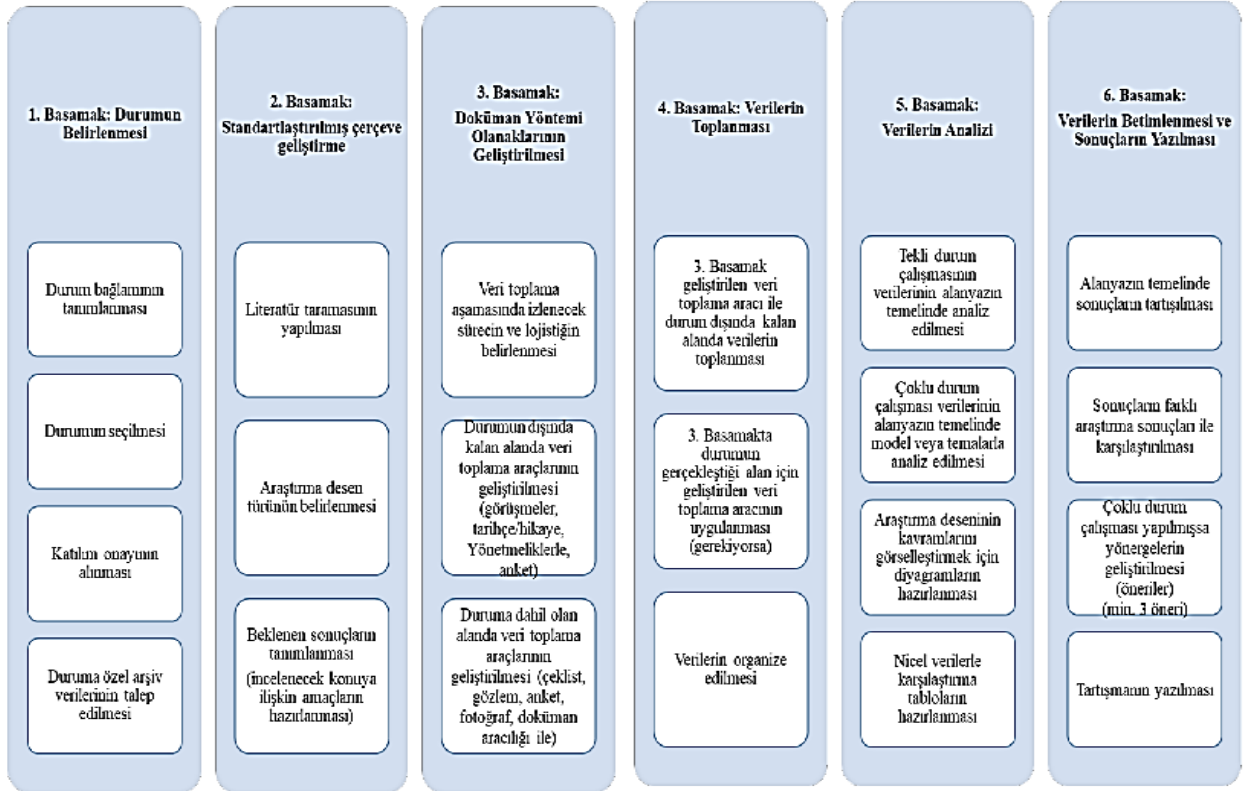 1. Basamak: Durumun
Belirlenmesi
Durum bağlamının
tanımlanması
Durumun seçilmesi
Katılım onayının
alınması
Duruma özel arşiv
verilerinin talep
edilmesi
2. Basamak:
Standartlaştırılmış çerçeve
geliştirme
Literatür taramasının
yapılması
Araştırma desen
türünün belirlenmesi
Beklenen sonuçların
tanımlanması
(incelenecek konuya
ilişkin amaçların
hazırlanması)
3. Basamak:
Doküman Yöntemi
Olanaklarının
Geliştirilmesi
Veri toplama
aşamasında izlenecek
sürecin ve lojistiğin
belirlenmesi
Durumun dışında
kalan alanda veri
toplama araçlarının
geliştirilmesi
(görüşmeler,
tarihçe/hikaye,
Yönetmeliklerle,
anket)
Duruma dahil olan
alanda veri toplama
araçlarının
geliştirilmesi (çeklist,
gözlem, anket,
fotoğraf, doküman
aracılığı ile)
4. Basamak: Verilerin
Toplanması
3. Basamak
geliştirilen veri
toplama aracı ile
durum dışında kalan
alanda verilerin
toplanması
3. Basamakta
durumun
gerçekleştiği alan için
geliştirilen veri
toplama aracının
uygulanması
(gerekiyorsa)
Verilerin organize
edilmesi
5. Basamak:
Verilerin Analizi
Tekli durum
çalışmasının
verilerinin alanyazın
temelinde analiz
edilmesi
Çoklu durum
çalışması verilerinin
alanyazın temelinde
model veya temalarla
analiz edilmesi
Araştırma deseninin
kavramlarını
görselleştirmek için
diyagramların
hazırlanması
Nicel verilerle
karşılaştırma
tabloların
hazırlanması
6. Basamak:
Verilerin Betimlenmesi ve
Sonuçların Yazılması
Alanyazın temelinde
sonuçların tartışılması
Sonuçların farklı
araştırma sonuçları ile
karşılaştırılması
Çoklu durum
çalışması yapılmışsa
yönergelerin
geliştirilmesi
(öneriler)
(min. 3 öneri)
Tartışmanın yazılması